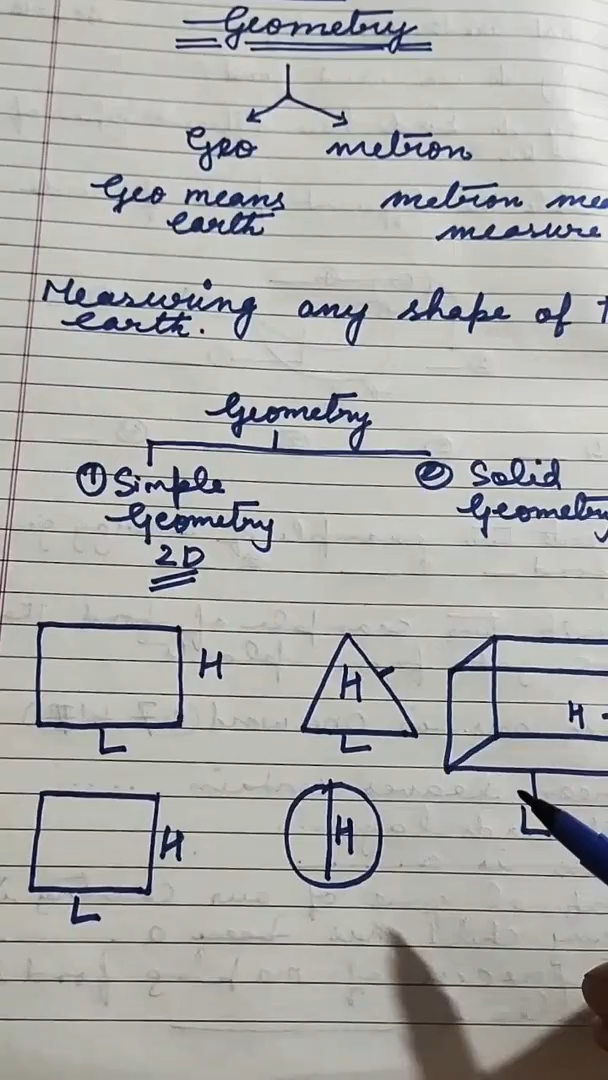 Geometry
Geo metron
Geo means metron
earth measure
Measuring any shape of
earth.
Geometry
① Simple ② Solid
Geometry Geometry
2D
H H H
L L
L
H H
L